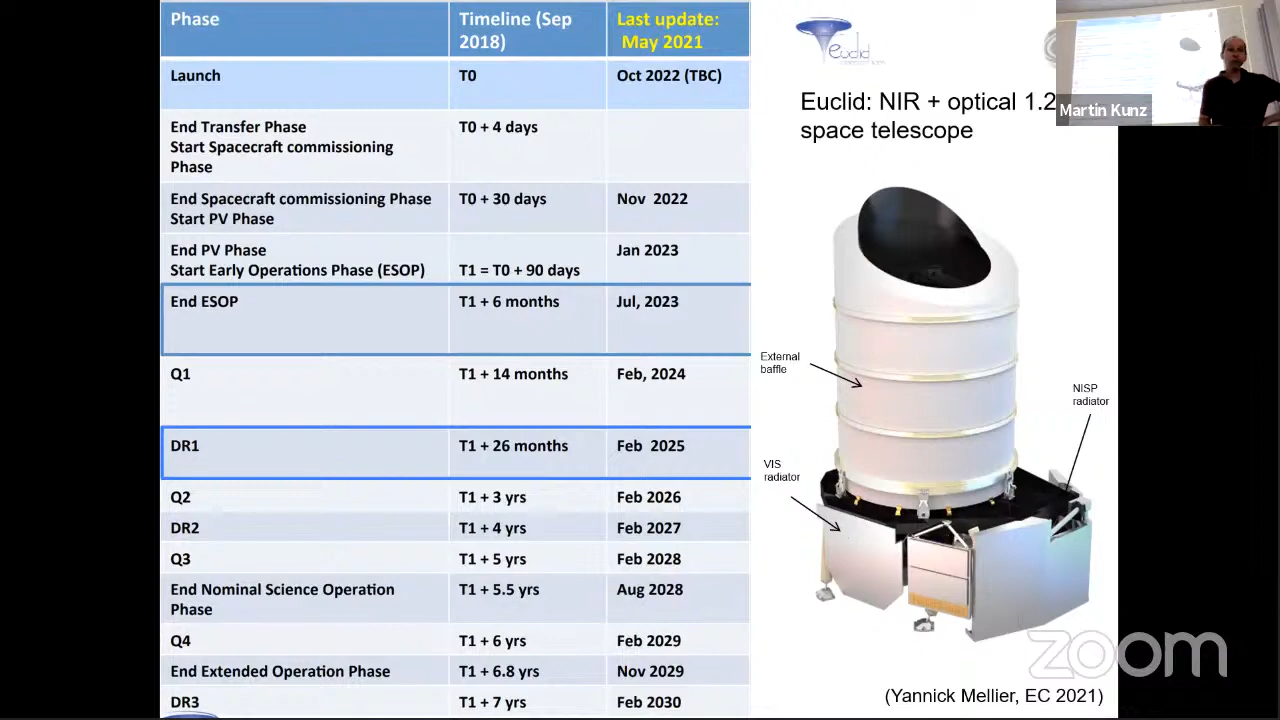 Phase Timeline (Sep 2018) Last update: May 2021
Launch T0 Oct 2022 (TBC)
End Transfer Phase T0 + 4 days
Start Spacecraft commissioning
Phase
End Spacecraft commissioning Phase T0 + 30 days Nov 2022
Start PV Phase
End PV Phase Jan 2023
Start Early Operations Phase (ESOP) T1 = T0 + 90 days
End ESOP T1 + 6 months Jul, 2023
Q1 T1 + 14 months Feb, 2024
DR1 T1 + 26 months Feb 2025
Q2 T1 + 3 yrs Feb 2026
DR2 T1 + 4 yrs Feb 2027
Q3 T1 + 5 yrs Feb 2028
End Nominal Science Operation T1 + 5.5 yrs Aug 2028
Phase
Q4 T1 + 6 yrs Feb 2029
End Extended Operation Phase T1 + 6.8 yrs Nov 2029
DR3 T1 + 7 yrs Feb 2030
Euclid
Martin Kunz
Euclid: NIR + optical 1.2
space telescope
External
baffle
NISP
radiator
VIS
radiator
zoom
(Yannick Mellier, EC 2021)